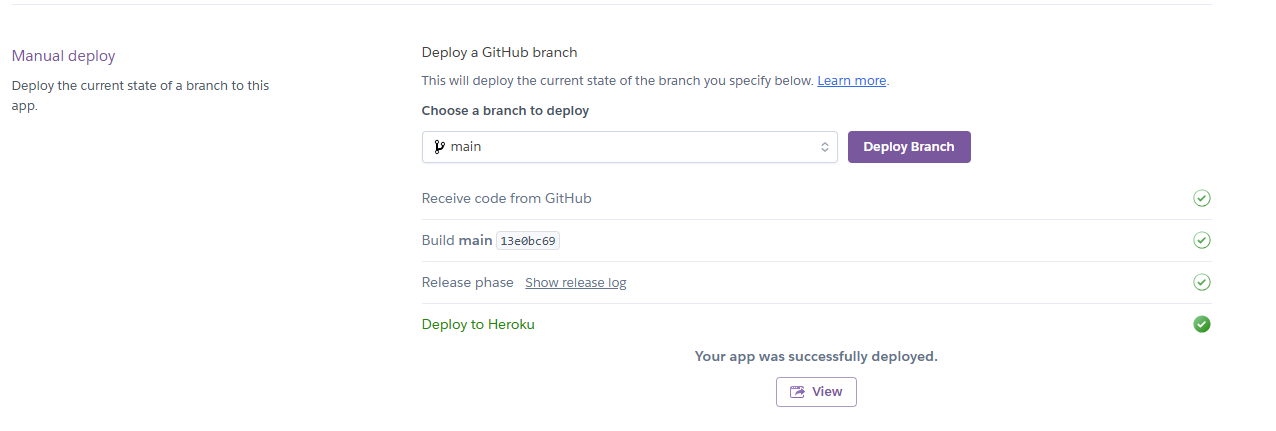 Manual deploy
Deploy the current state of a branch to this
app.
Deploy a GitHub branch
This will deploy the current state of the branch you specify below. Learn more.
Choose a branch to deploy
main
Deploy Branch
Receive code from GitHub
Build main 13e0bc69
Release phase Show release log
Deploy to Heroku
Your app was successfully deployed.
View